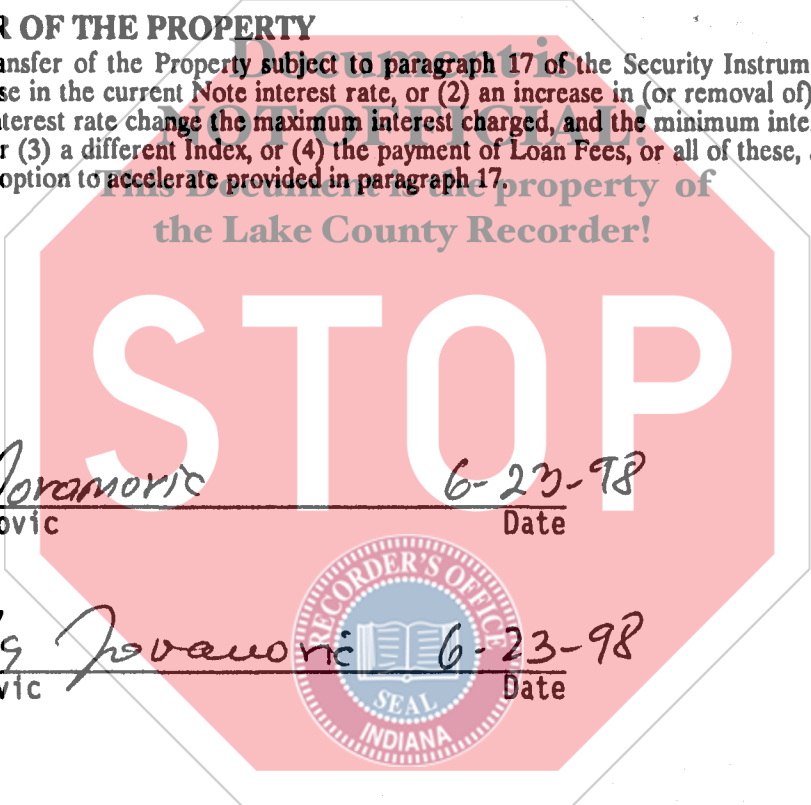 R OF THE PROPERTY
ansfer of the Property subject to paragraph 17 of the Security Instrum
se in the current Note interest rate, or (2) an increase in (or removal of)
terest rate change the maximum interest charged, and the minimum inte
r (3) a different Index, or (4) the payment of Loan Fees, or all of these,
option to accelerate provided in paragraph 17.
Document is
NOT OFFICIAL!
This Document is the property of
the Lake County Recorder!
STOP
Jovanovic 6-23-98
ovic Date
Jovanovic 6-23-98
vic Date
RECORDER'S OFFICE
SEAL
INDIANA